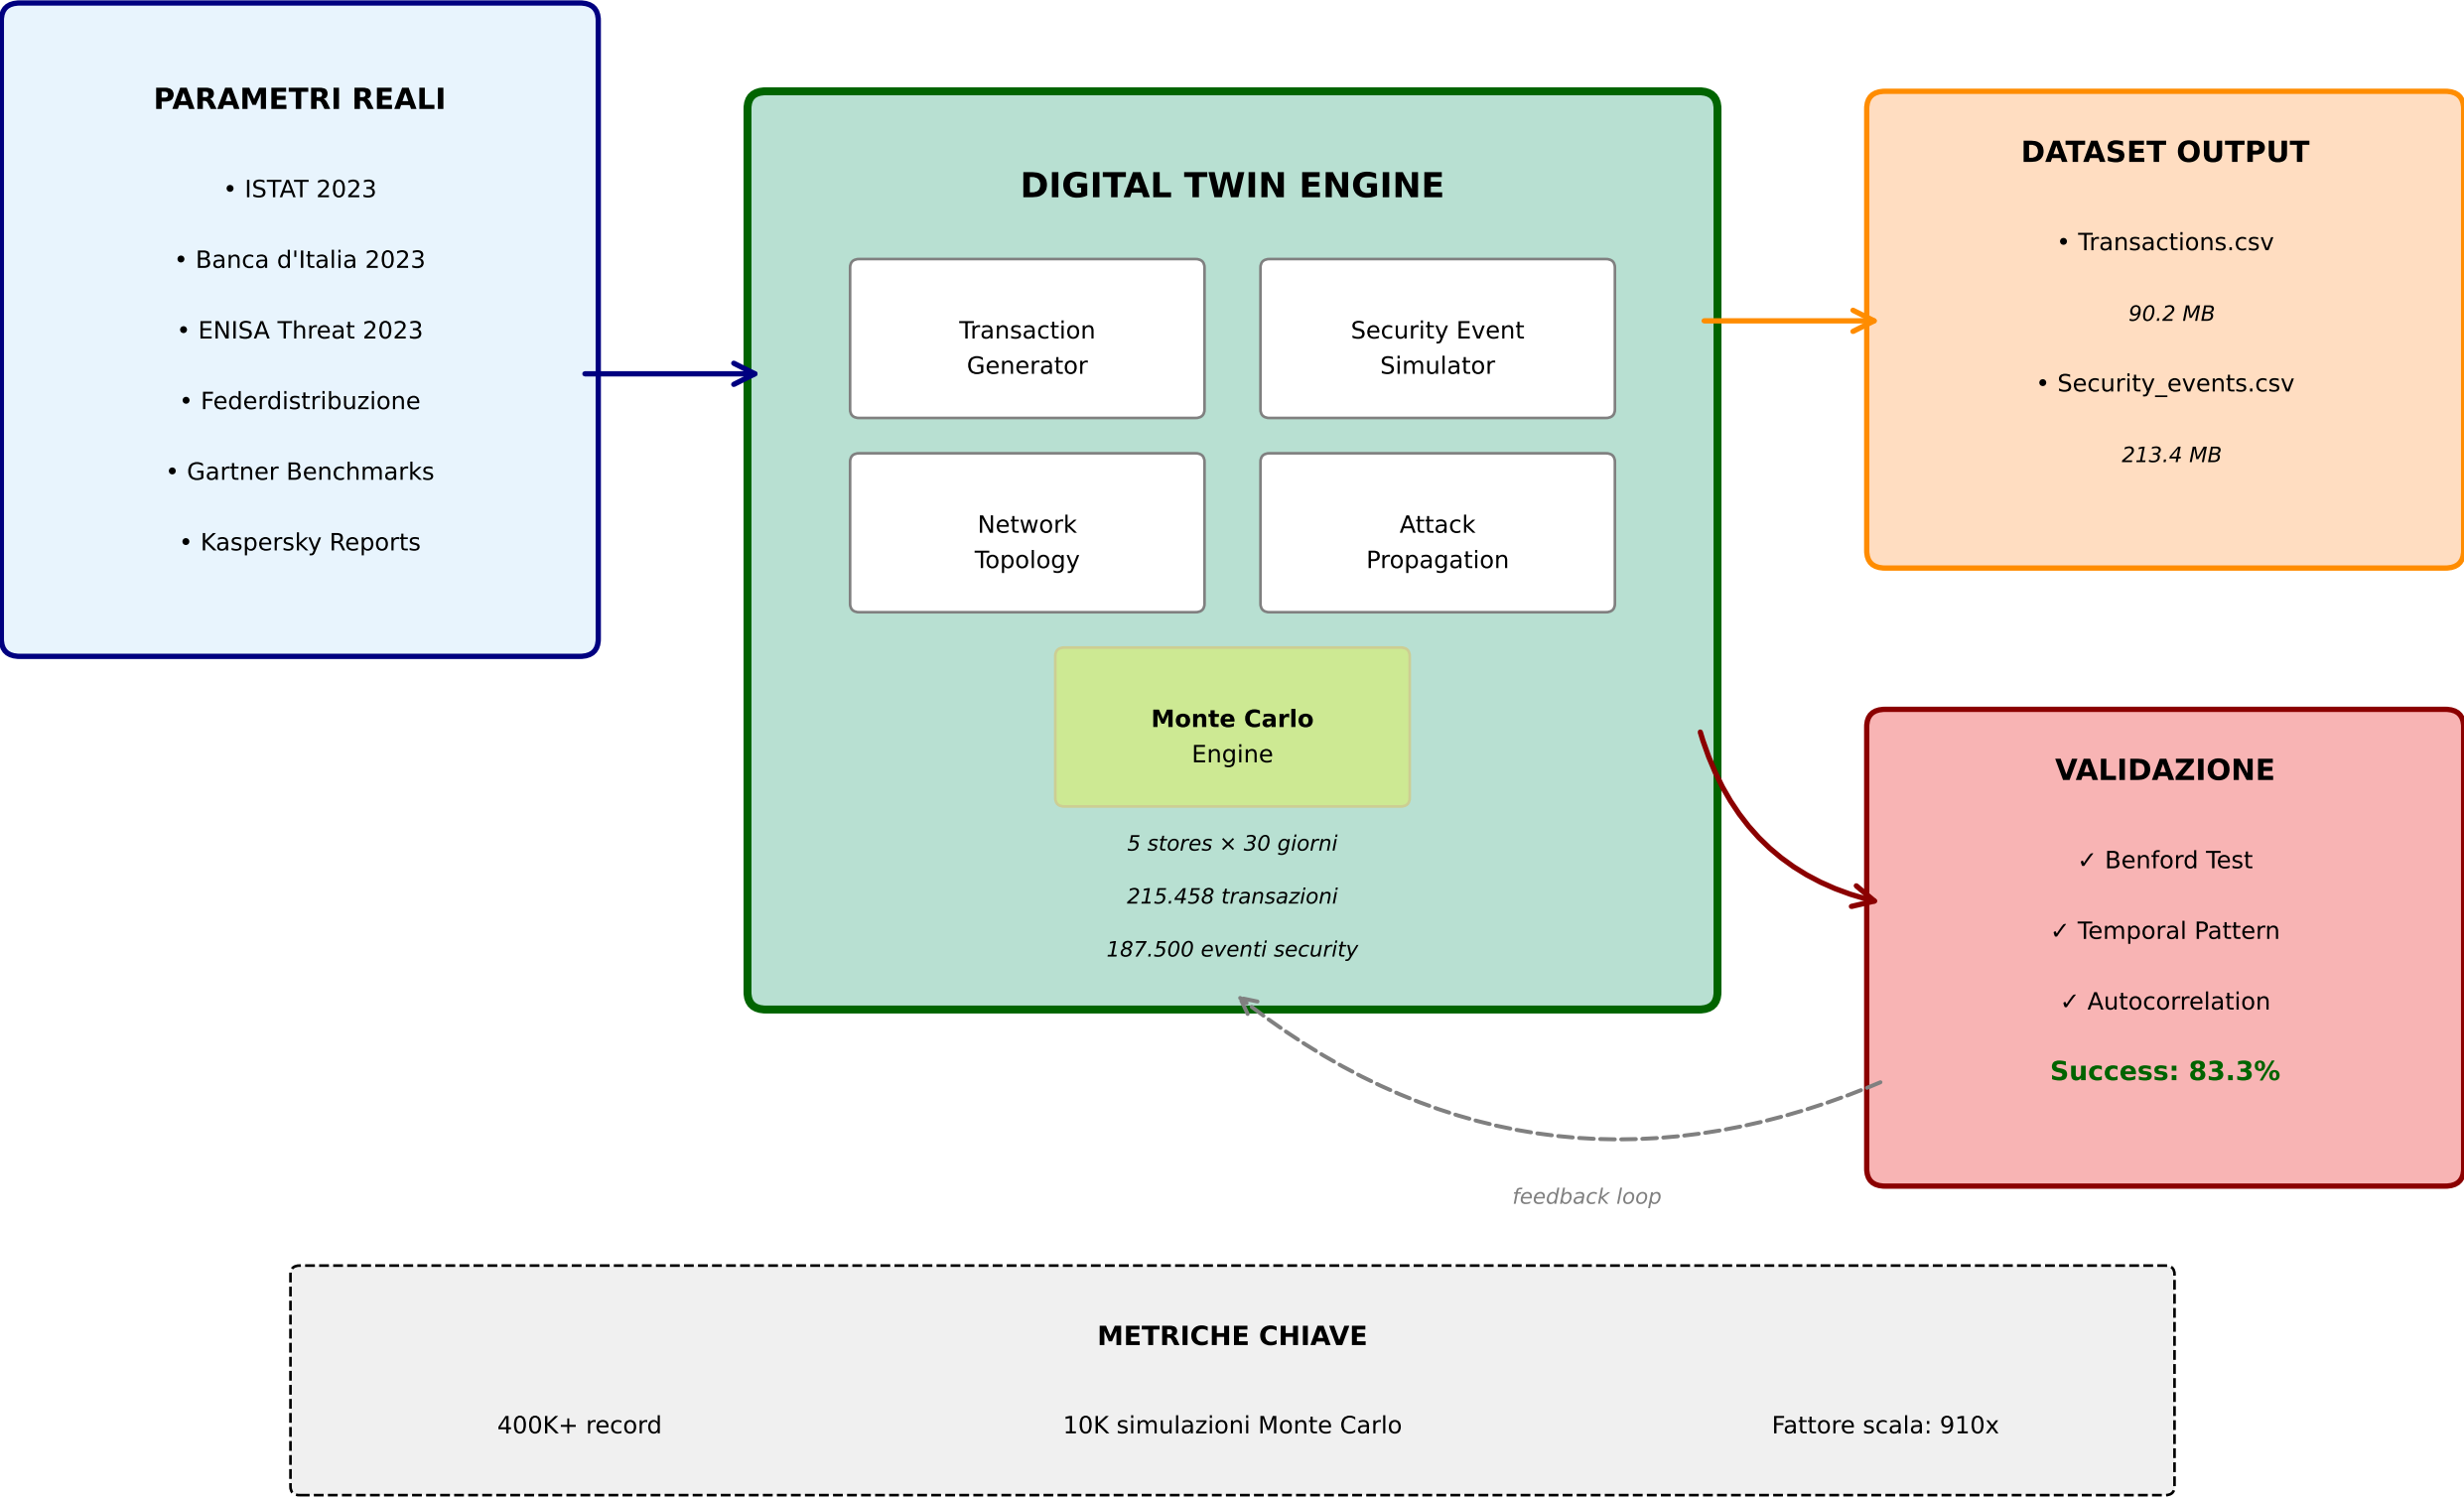 PARAMETRI REALI
• ISTAT 2023
• Banca d'Italia 2023
• ENISA Threat 2023
• Federdistribuzione
• Gartner Benchmarks
• Kaspersky Reports
DIGITAL TWIN ENGINE
Transaction
Generator
Security Event
Simulator
Network
Topology
Attack
Propagation
Monte Carlo
Engine
5 stores × 30 giorni
215.458 transazioni
187.500 eventi security
DATASET OUTPUT
• Transactions.csv
90.2 MB
• Security_events.csv
213.4 MB
VALIDAZIONE
✓ Benford Test
✓ Temporal Pattern
✓ Autocorrelation
Success: 83.3%
feedback loop
METRICHE CHIAVE
400K+ record
10K simulazioni Monte Carlo
Fattore scala: 910x